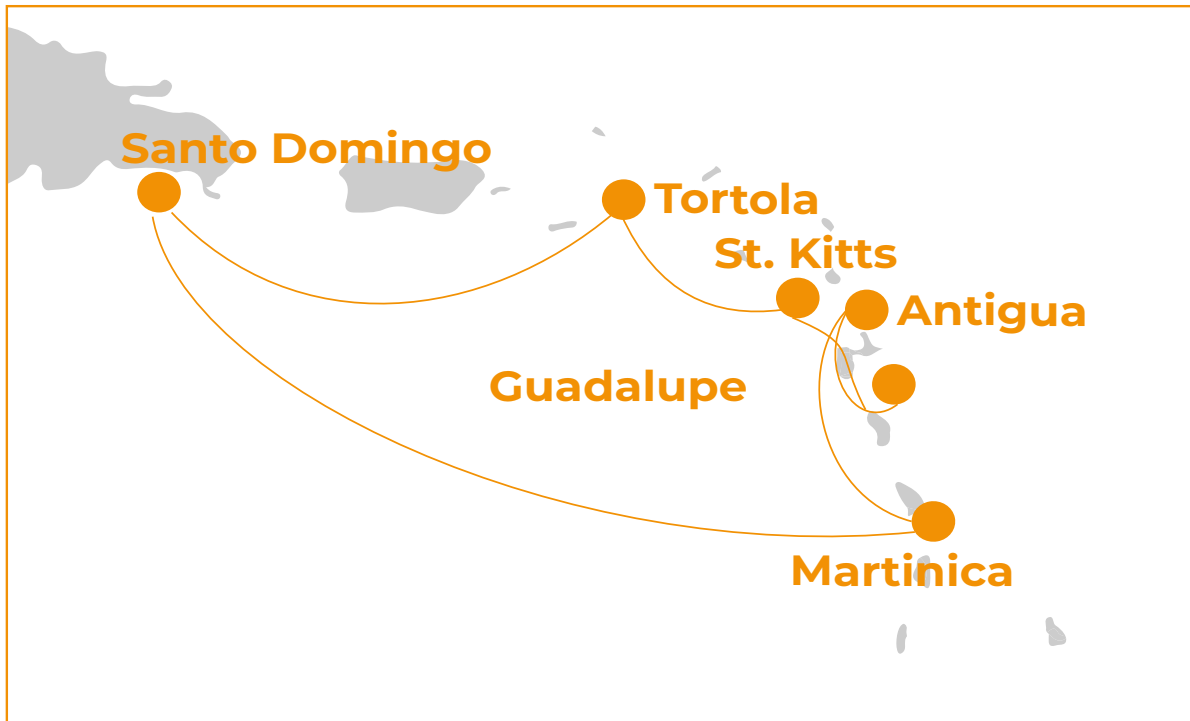 Santo Domingo
Tortola
St. Kitts
Antigua
Guadalupe
Martinica